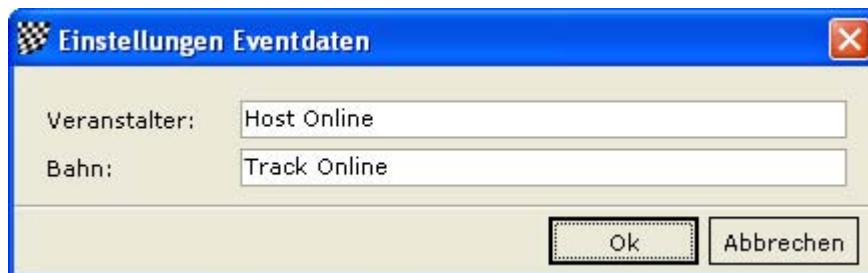 Einstellungen Eventdaten
Veranstalter: Host Online
Bahn: Track Online
Ok Abbrechen